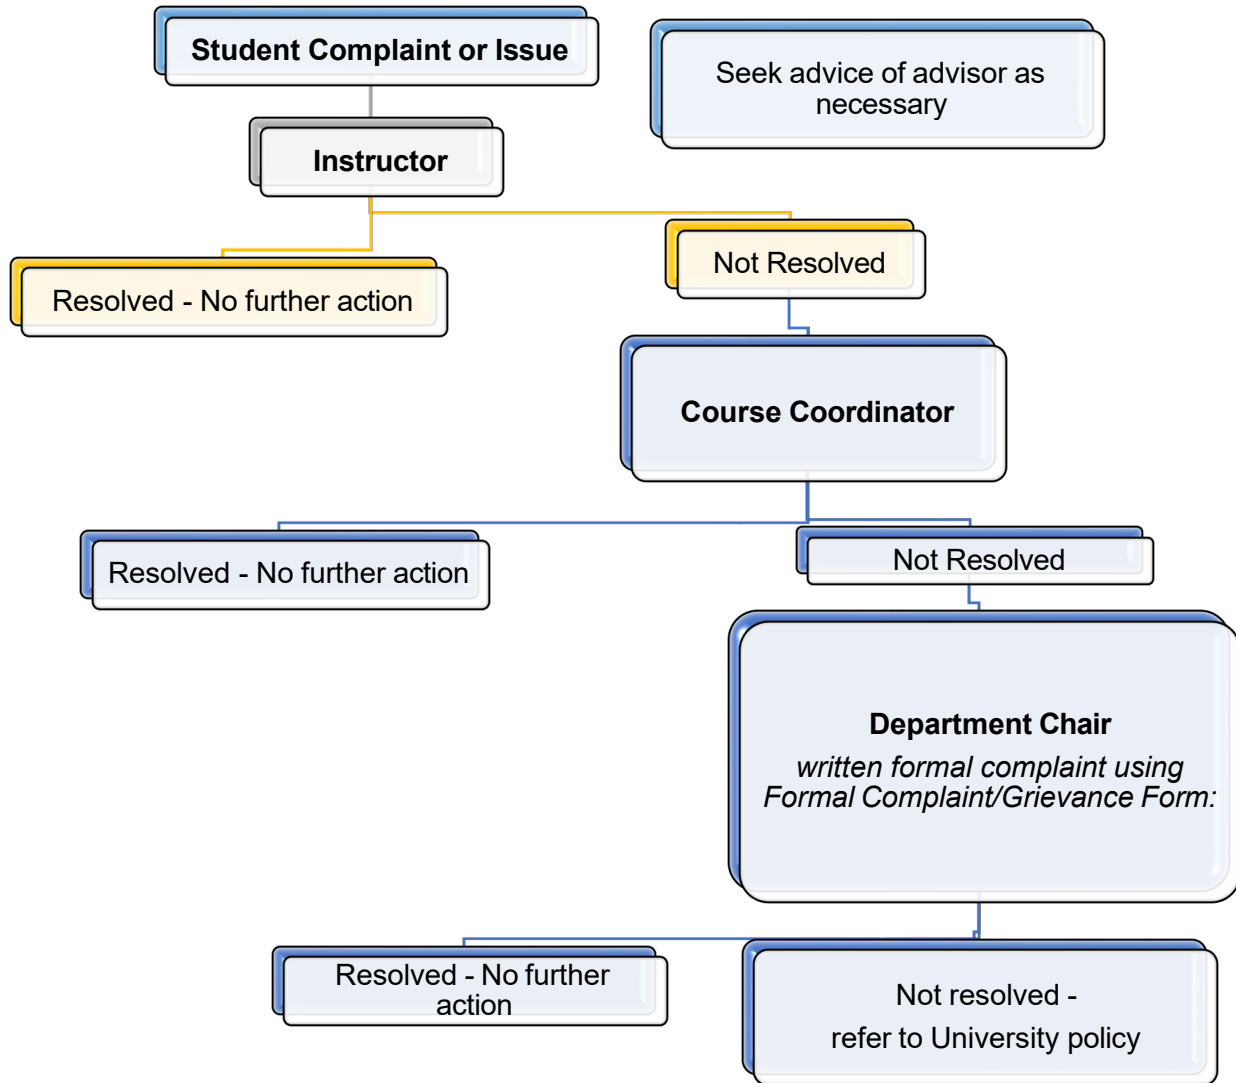 Student Complaint or Issue
Seek advice of advisor as
necessary
Instructor
Not Resolved
Resolved - No further action
Course Coordinator
Resolved - No further action
Not Resolved
Department Chair
written formal complaint using
Formal Complaint/Grievance Form:
Resolved - No further
action
Not resolved -
refer to University policy